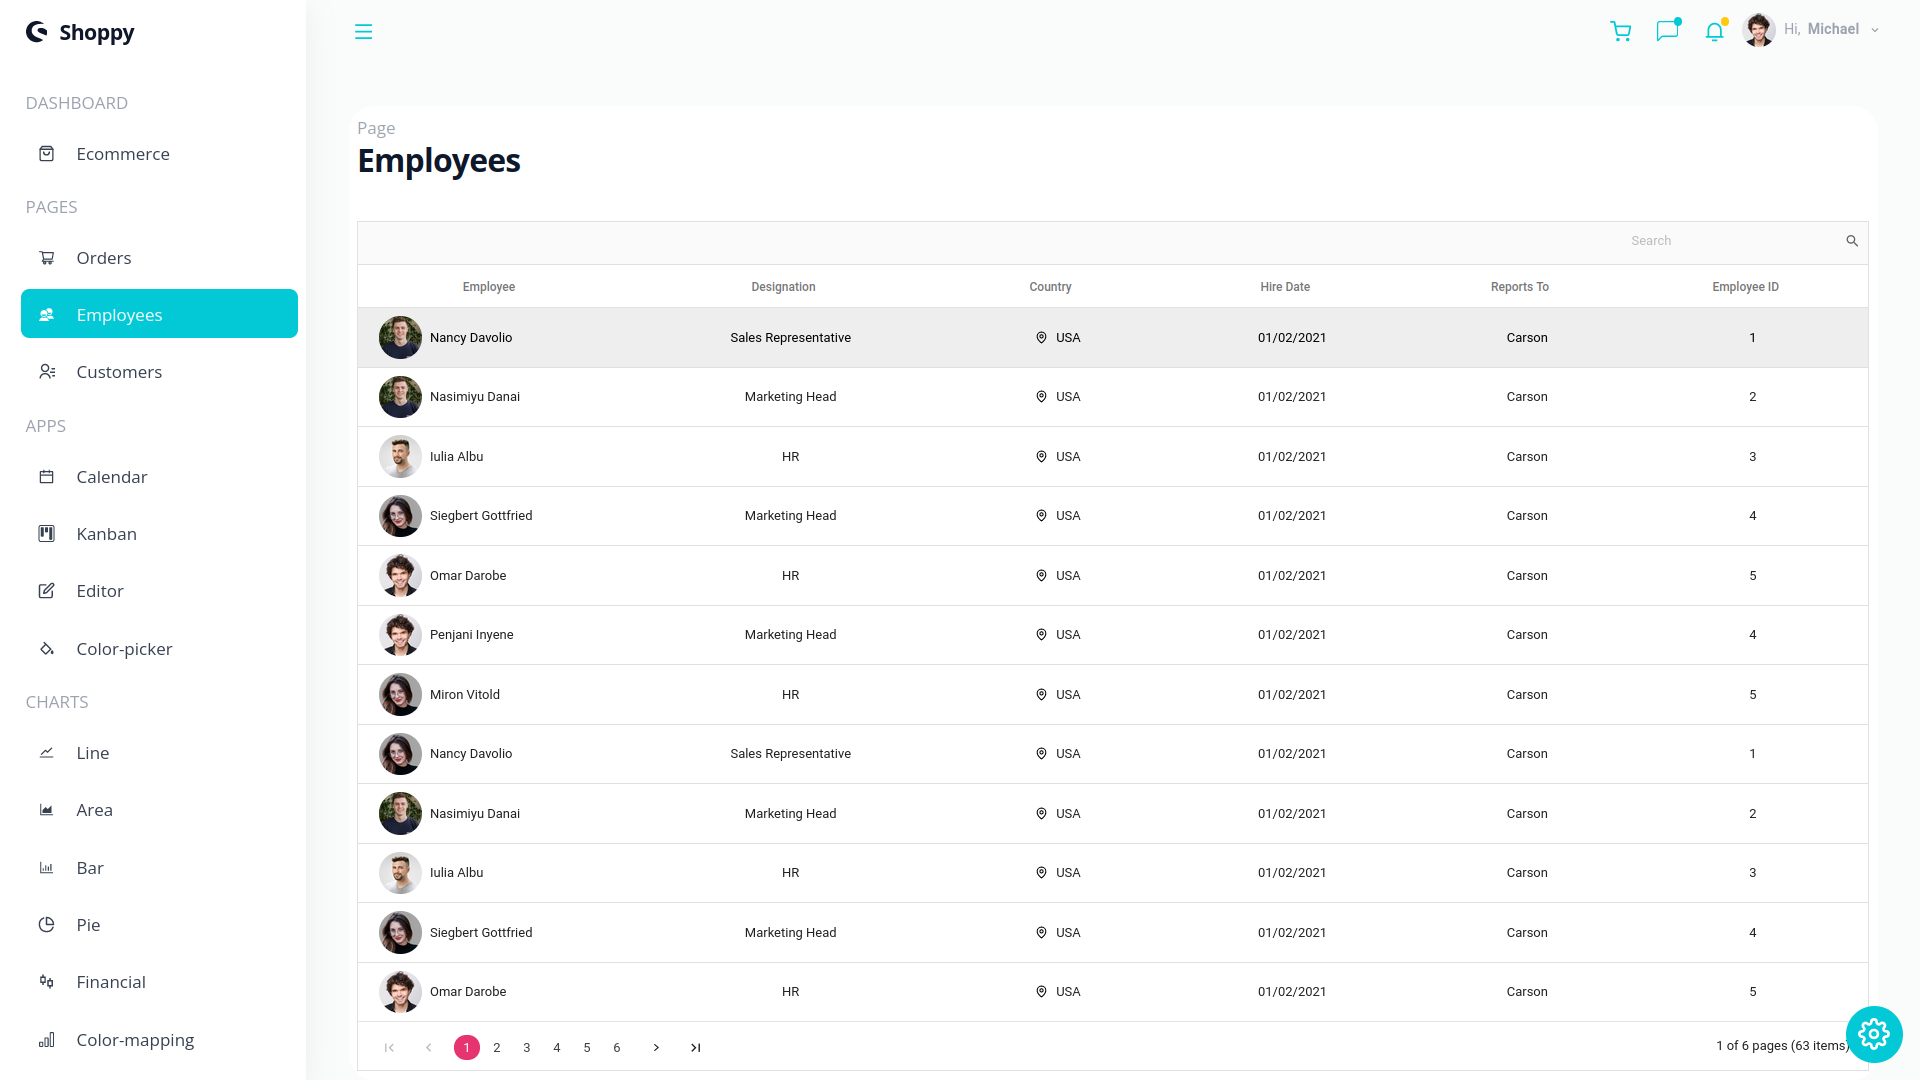 Shoppy
Hi, Michael
DASHBOARD
Ecommerce
PAGES
Orders
Employees
Customers
APPS
Calendar
Kanban
Editor
Color-picker
CHARTS
Line
Area
Bar
Pie
Financial
Color-mapping
Page
Employees
Search
Employee Designation Country Hire Date Reports To Employee ID
Nancy Davolio Sales Representative USA 01/02/2021 Carson 1
Nasimiyu Danai Marketing Head USA 01/02/2021 Carson 2
Iulia Albu HR USA 01/02/2021 Carson 3
Siegbert Gottfried Marketing Head USA 01/02/2021 Carson 4
Omar Darobe HR USA 01/02/2021 Carson 5
Penjani Inyene Marketing Head USA 01/02/2021 Carson 4
Miron Vitold HR USA 01/02/2021 Carson 5
Nancy Davolio Sales Representative USA 01/02/2021 Carson 1
Nasimiyu Danai Marketing Head USA 01/02/2021 Carson 2
Iulia Albu HR USA 01/02/2021 Carson 3
Siegbert Gottfried Marketing Head USA 01/02/2021 Carson 4
Omar Darobe HR USA 01/02/2021 Carson 5
1 2 3 4 5 6
1 of 6 pages (63 items)